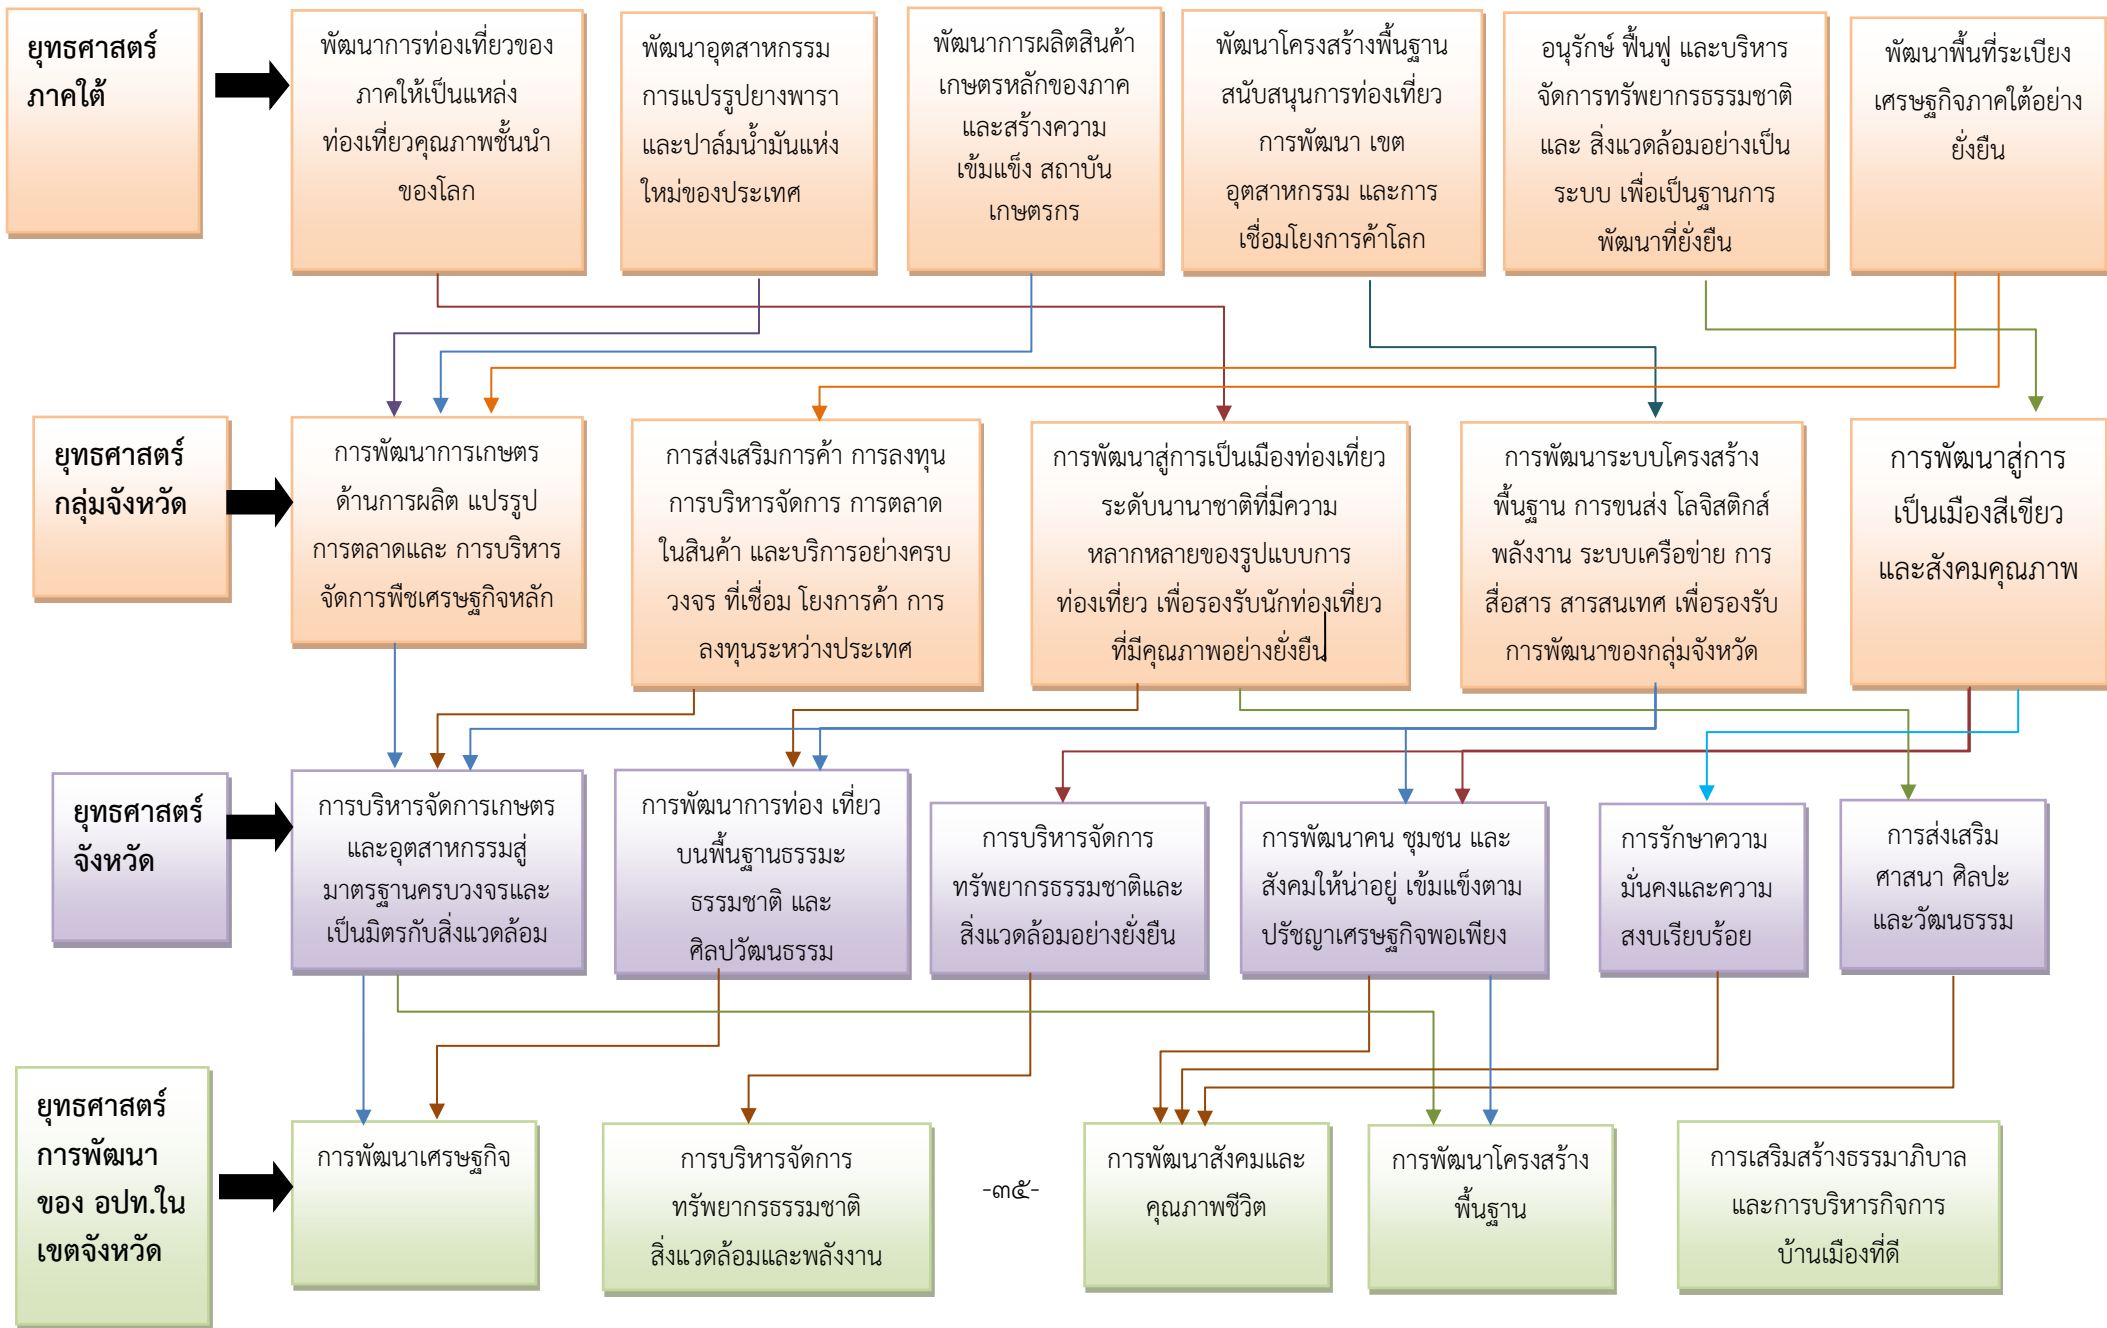 ยุทธศาสตร์
ภาคใต้
พัฒนาการท่องเที่ยวของ
ภาคให้เป็นแหล่ง
ท่องเที่ยวคุณภาพชั้นนำ
ของโลก
พัฒนาอุตสาหกรรม
การแปรรูปยางพารา
และปาล์มน้ำมันแห่ง
ใหม่ของประเทศ
พัฒนาการผลิตสินค้า
เกษตรหลักของภาค
และสร้างความ
เข้มแข็ง สถาบัน
เกษตรกร
พัฒนาโครงสร้างพื้นฐาน
สนับสนุนการท่องเที่ยว
การพัฒนา เขต
อุตสาหกรรม และการ
เชื่อมโยงการค้าโลก
อนุรักษ์ ฟื้นฟู และบริหาร
จัดการทรัพยากรธรรมชาติ
และ สิ่งแวดล้อมอย่างเป็น
ระบบ เพื่อเป็นฐานการ
พัฒนาที่ยั่งยืน
พัฒนาพื้นที่ระเบียง
เศรษฐกิจภาคใต้อย่าง
ยั่งยืน
ยุทธศาสตร์
กลุ่มจังหวัด
การพัฒนาการเกษตร
ด้านการผลิต แปรรูป
การตลาดและ การบริหาร
จัดการพืชเศรษฐกิจหลัก
การส่งเสริมการค้า การลงทุน
การบริหารจัดการ การตลาด
ในสินค้า และบริการอย่างครบ
วงจร ที่เชื่อม โยงการค้า การ
ลงทุนระหว่างประเทศ
การพัฒนาสู่การเป็นเมืองท่องเที่ยว
ระดับนานาชาติที่มีความ
หลากหลายของรูปแบบการ
ท่องเที่ยว เพื่อรองรับนักท่องเที่ยว
ที่มีคุณภาพอย่างยั่งยืน
การพัฒนาระบบโครงสร้าง
พื้นฐาน การขนส่ง โลจิสติกส์
พลังงาน ระบบเครือข่าย การ
สื่อสาร สารสนเทศ เพื่อรองรับ
การพัฒนาของกลุ่มจังหวัด
การพัฒนาสู่การ
เป็นเมืองสีเขียว
และสังคมคุณภาพ
ยุทธศาสตร์
จังหวัด
การบริหารจัดการเกษตร
และอุตสาหกรรมสู่
มาตรฐานครบวงจรและ
เป็นมิตรกับสิ่งแวดล้อม
การพัฒนาการท่อง เที่ยว
บนพื้นฐานธรรมะ
ธรรมชาติ และ
ศิลปวัฒนธรรม
การบริหารจัดการ
ทรัพยากรธรรมชาติและ
สิ่งแวดล้อมอย่างยั่งยืน
การพัฒนาคน ชุมชน และ
สังคมให้น่าอยู่ เข้มแข็งตาม
ปรัชญาเศรษฐกิจพอเพียง
การรักษาความ
มั่นคงและความ
สงบเรียบร้อย
การส่งเสริม
ศาสนา ศิลปะ
และวัฒนธรรม
ยุทธศาสตร์
การพัฒนา
ของ อปท.ใน
เขตจังหวัด
การพัฒนาเศรษฐกิจ
การบริหารจัดการ
ทรัพยากรธรรมชาติ
สิ่งแวดล้อมและพลังงาน
-๓๕-
การพัฒนาสังคมและ
คุณภาพชีวิต
การพัฒนาโครงสร้าง
พื้นฐาน
การเสริมสร้างธรรมาภิบาล
และการบริหารกิจการ
บ้านเมืองที่ดี